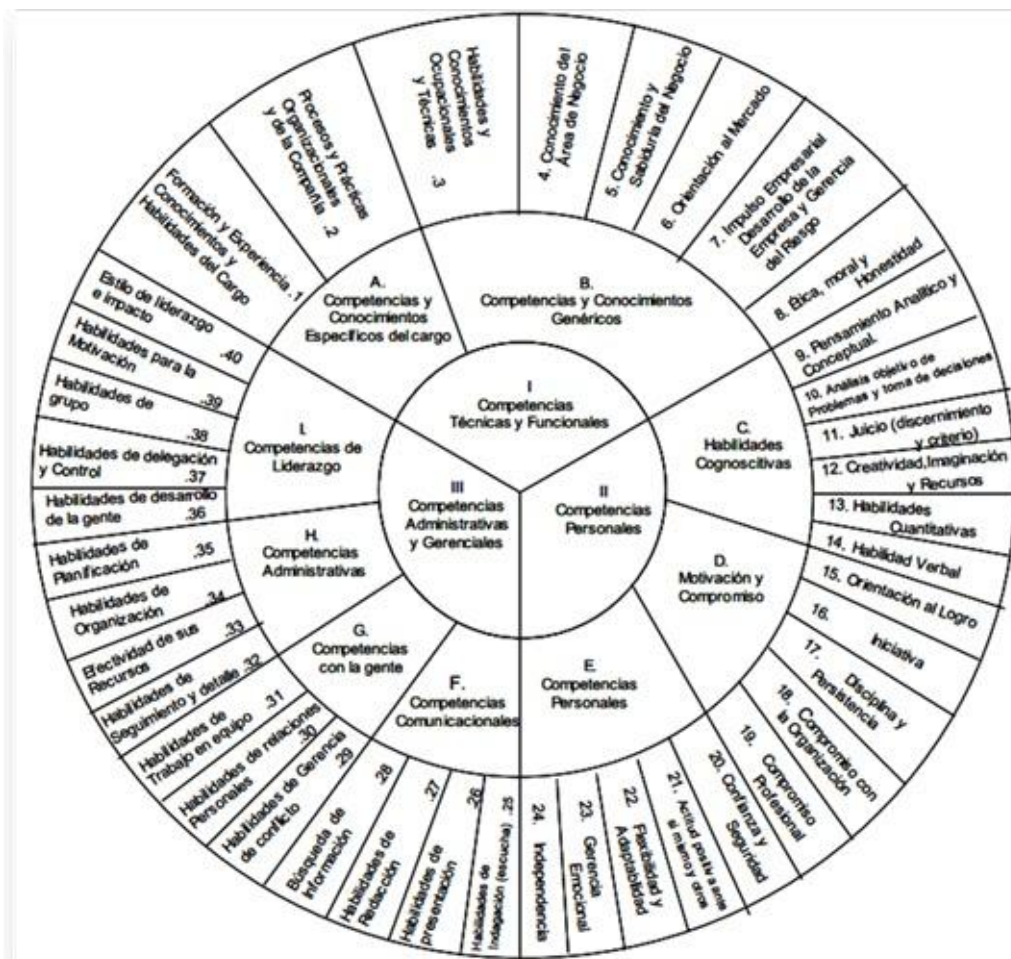 I
Competencias
Técnicas y Funcionales
II
Competencias
Personales
III
Competencias
Administrativas
y Gerenciales
A.
Competencias y
Conocimientos
Específicos del cargo
B.
Competencias y Conocimientos
Genéricos
C.
Habilidades
Cognoscitivas
D.
Motivación y
Compromiso
E.
Competencias
Personales
F.
Competencias
Comunicacionales
G.
Competencias
con la gente
H.
Competencias
Administrativas
I.
Competencias de
Liderazgo
Formación y Experiencia .1
Conocimientos y
Habilidades del Cargo
Procesos y Prácticas
Organizacionales
y de la Compañía
.2
Habilidades y
Conocimientos
Ocupacionales
y Técnicas
.3
4. Conocimiento del
Área de Negocio
5. Conocimiento y
Sabiduría del Negocio
6. Orientación al Mercado
7. Impulso Empresarial
Desarrollo de la
Empresa y Gerencia
del Riesgo
8. Ética, moral y
Honestidad
9. Pensamiento Analítico y
Conceptual.
10. Análisis objetivo de
Problemas y toma de decisiones
11. Juicio (discernimiento
y criterio)
12. Creatividad,Imaginación
y Recursos
13. Habilidades
Cuantitativas
14. Habilidad Verbal
15. Orientación al Logro
16. Iniciativa
17. Disciplina y
Persistencia
18. Compromiso con
la Organización
19. Compromiso
Profesional
20. Confianza y
Seguridad
21. Actitud positiva ante
si mismo y otros
22. Flexibilidad y
Adaptabilidad
23. Gerencia
Emocional
24. Independencia
Habilidades de
Indagación (escucha) .25
Habilidades de
presentación
.26
Habilidades de
Redacción
.27
Búsqueda de
Información
.28
Habilidades de Gerencia
de conflicto
.29
Habilidades de relaciones
Personales
.30
Habilidades de
Trabajo en equipo .31
Habilidades de
Seguimiento y detalle .32
Efectividad de sus
Recursos
.33
Habilidades de
Organización
.34
Habilidades de
Planificación
.35
Habilidades de desarrollo
de la gente
.36
Habilidades de delegación
y Control
.37
Habilidades de
grupo
.38
Habilidades para la
Motivación
.39
Estilo de liderazgo
e impacto
.40